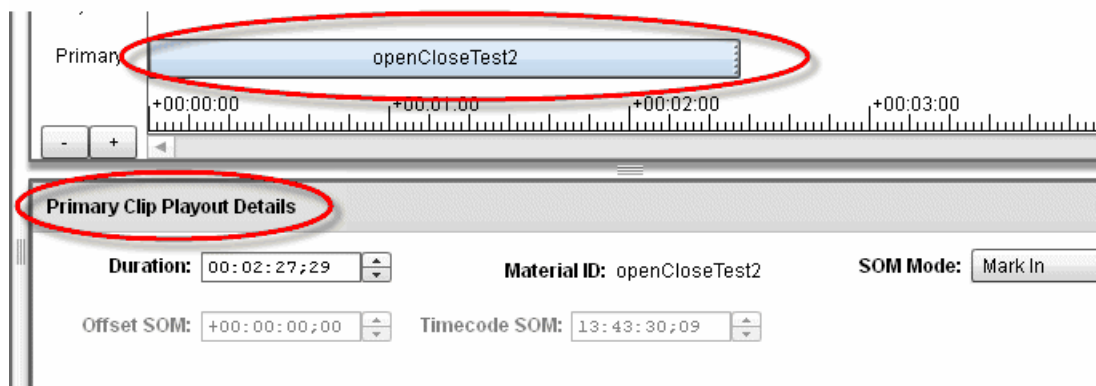 Primary
openCloseTest2
+00:00:00 +00:01:00 +00:02:00 +00:03:00
- +
Primary Clip Playout Details
Duration: 00:02:27;29 Material ID: openCloseTest2 SOM Mode: Mark In
Offset SOM: +00:00:00;00 Timecode SOM: 13:43:30;09